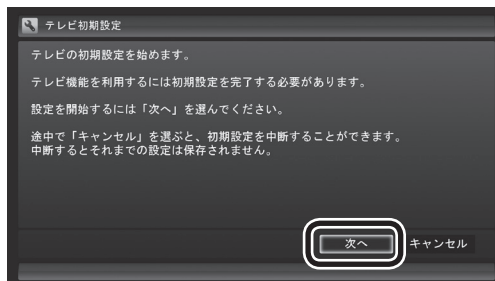 テレビ初期設定
テレビの初期設定を始めます。
テレビ機能を利用するには初期設定を完了する必要があります。
設定を開始するには「次へ」を選んでください。
途中で「キャンセル」を選ぶと、初期設定を中断することができます。
中断するとそれまでの設定は保存されません。
次へ キャンセル